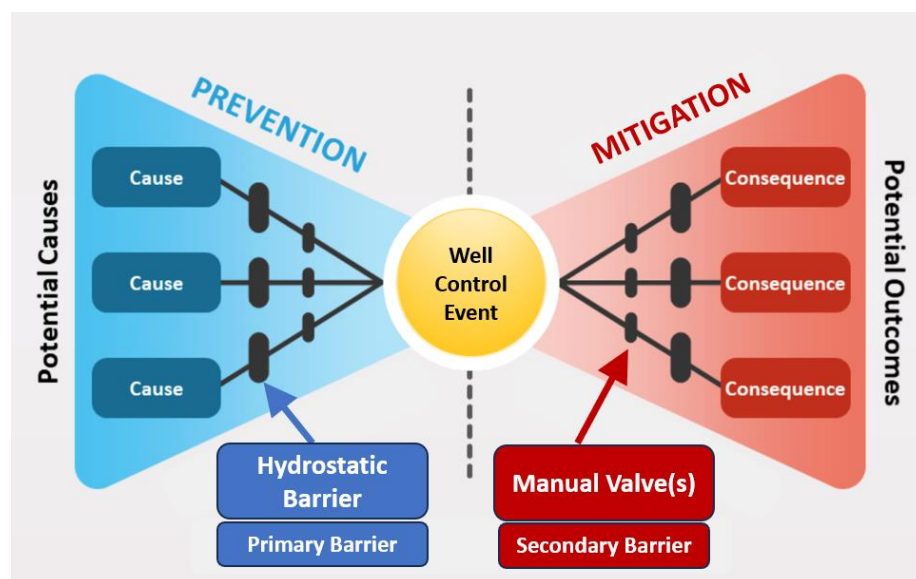 PREVENTION
MITIGATION
Potential Causes
Cause
Cause
Cause
Well
Control
Event
Consequence
Consequence
Consequence
Potential Outcomes
Hydrostatic
Barrier
Primary Barrier
Manual Valve(s)
Secondary Barrier